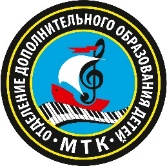 ОТДЕЛЕНИЕ ДОПОЛНИТЕЛЬНОГО ОБРАЗОВАНИЯ ДЕТЕЙ
• МТК •